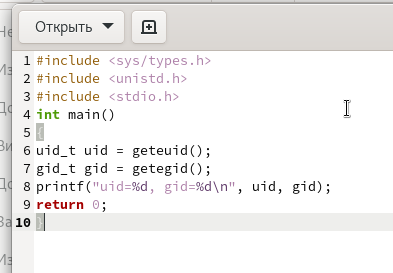 Открыть
1 #include <sys/types.h>
2 #include <unistd.h>
3 #include <stdio.h>
4 int main()
5 {
6 uid_t uid = geteuid();
7 gid_t gid = getegid();
8 printf("uid=%d, gid=%d\n", uid, gid);
9 return 0;
10 }